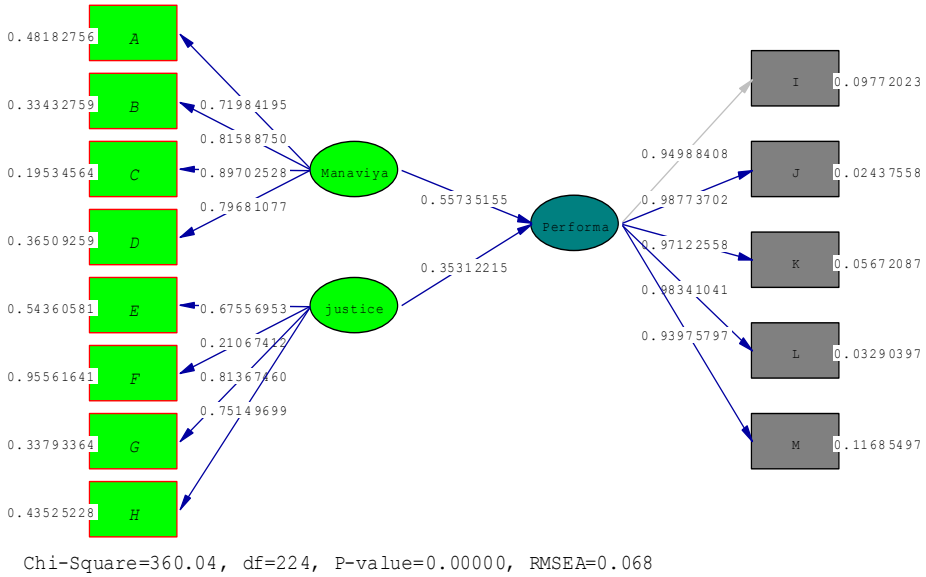 0.48182756 A
0.33432759 B
0.19534564 C
0.36509259 D
0.54360581 E
0.95561641 F
0.33793364 G
0.43525228 H
0.71984195
0.81588750
0.89702528
0.79681077
0.67556953
0.21067412
0.81367460
0.75149699
Manaviya
justice
0.55735155
0.35312215
Performa
0.94988408
0.98773702
0.97122558
0.98341041
0.93975797
I 0.09772023
J 0.02437558
K 0.05672087
L 0.03290397
M 0.11685497
Chi-Square=360.04, df=224, P-value=0.00000, RMSEA=0.068